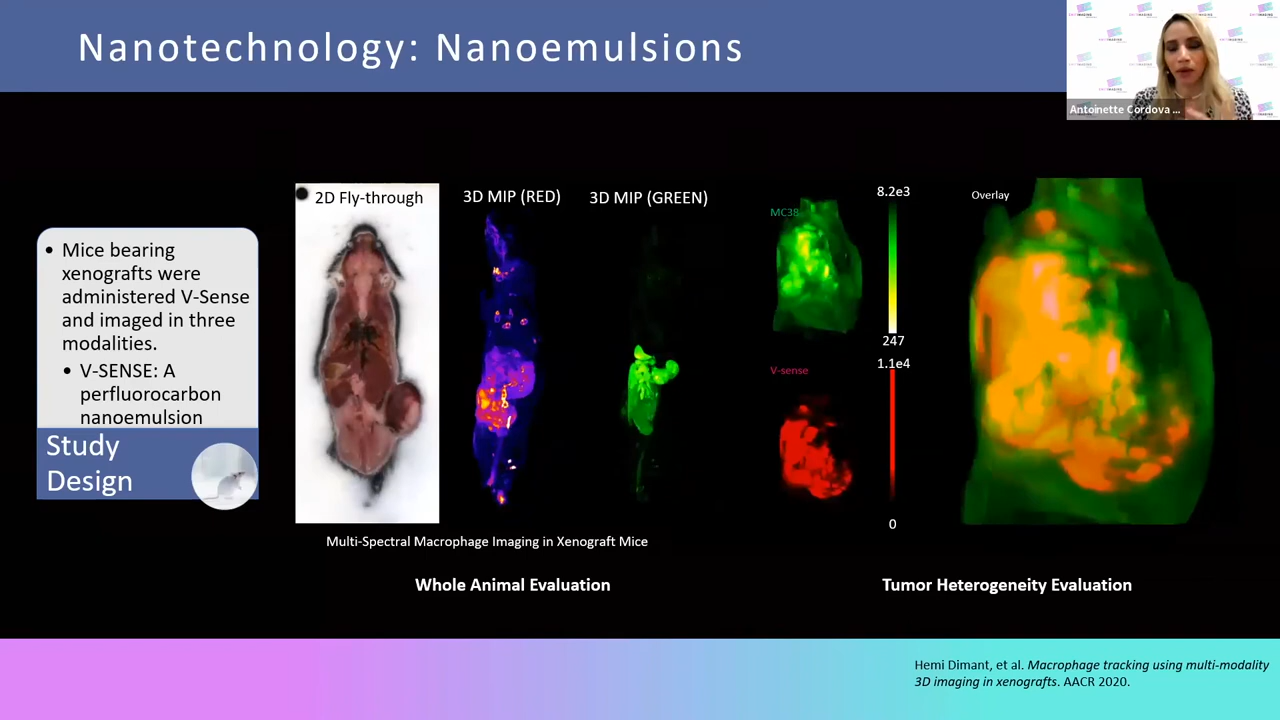 Nanotechnology: Nanoemulsions
Antoinette Cordova ...
• Mice bearing
xenografts were
administered V-Sense
and imaged in three
modalities.
• V-SENSE: A
perfluorocarbon
nanoemulsion
Study
Design
2D Fly-through
3D MIP (RED)
3D MIP (GREEN)
Multi-Spectral Macrophage Imaging in Xenograft Mice
Whole Animal Evaluation
MC38
8.2e3
247
V-sense
1.1e4
0
Overlay
Tumor Heterogeneity Evaluation
Hemi Dimant, et al. Macrophage tracking using multi-modality
3D imaging in xenografts. AACR 2020.